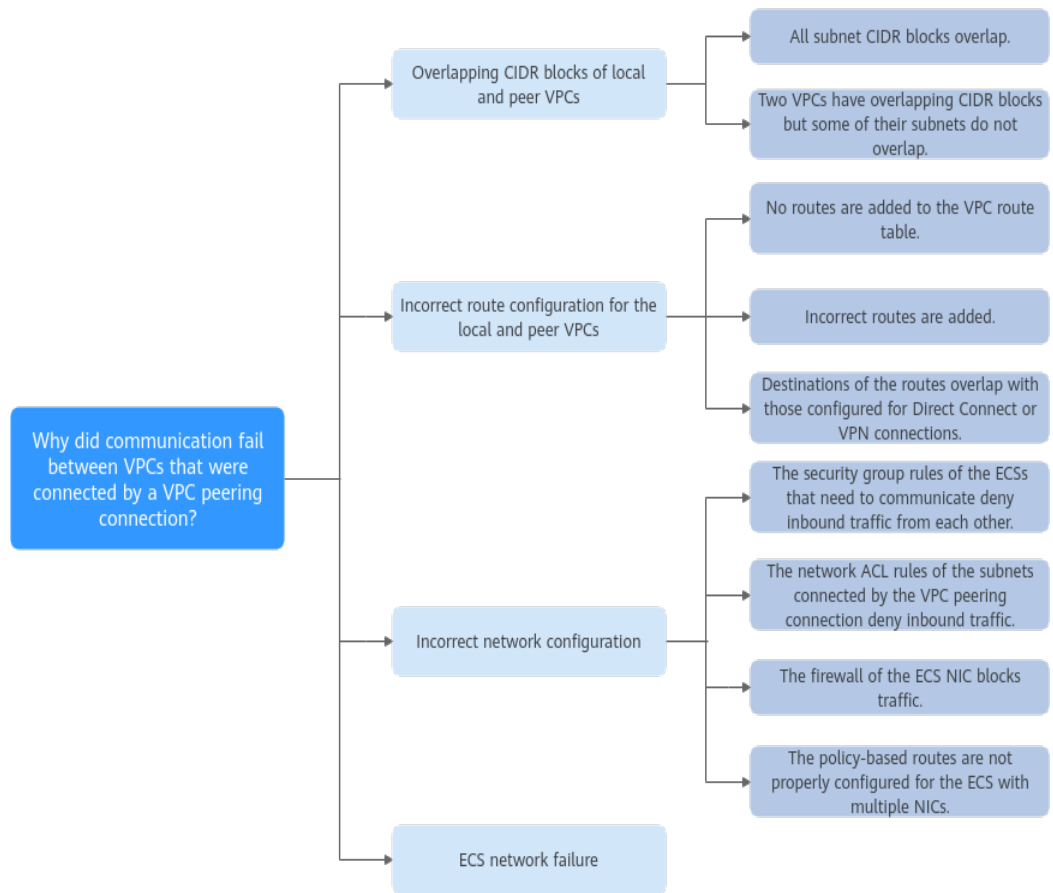 Why did communication fail
between VPCs that were
connected by a VPC peering
connection?
Overlapping CIDR blocks of local
and peer VPCs
All subnet CIDR blocks overlap.
Two VPCs have overlapping CIDR blocks
but some of their subnets do not
overlap.
Incorrect route configuration for the
local and peer VPCs
No routes are added to the VPC route
table.
Incorrect routes are added.
Destinations of the routes overlap with
those configured for Direct Connect or
VPN connections.
Incorrect network configuration
The security group rules of the ECSs
that need to communicate deny
inbound traffic from each other.
The network ACL rules of the subnets
connected by the VPC peering
connection deny inbound traffic.
The firewall of the ECS NIC blocks
traffic.
The policy-based routes are not
properly configured for the ECS with
multiple NICs.
ECS network failure